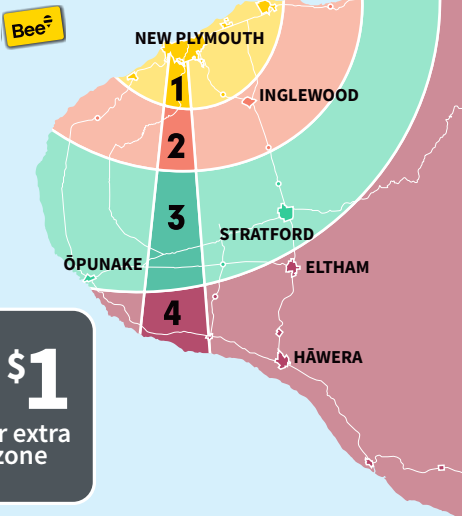 Bee
NEW PLYMOUTH
1
INGLEWOOD
2
3
STRATFORD
ŌPUNAKE
ELTHAM
4
HĀWERA
$1
r extra
zone